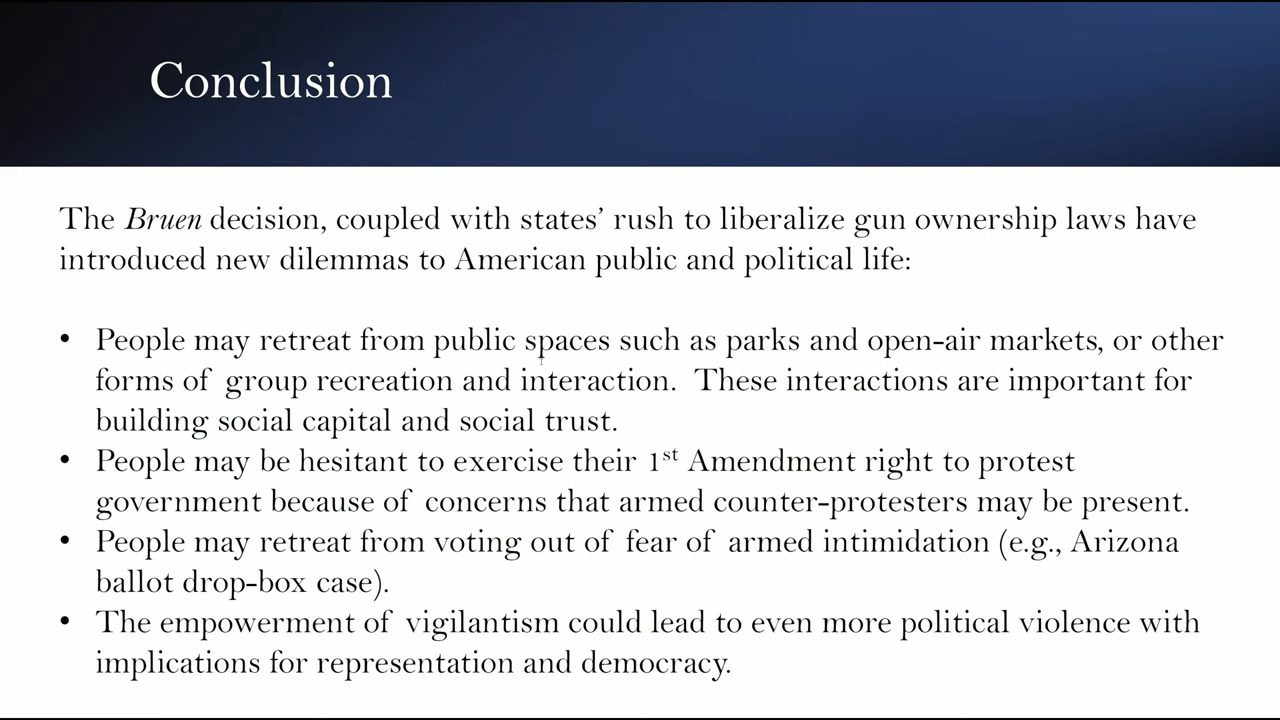 Conclusion
The Bruen decision, coupled with states’ rush to liberalize gun ownership laws have
introduced new dilemmas to American public and political life:
• People may retreat from public spaces such as parks and open-air markets, or other
forms of group recreation and interaction. These interactions are important for
building social capital and social trust.
• People may be hesitant to exercise their 1st Amendment right to protest
government because of concerns that armed counter-protesters may be present.
• People may retreat from voting out of fear of armed intimidation (e.g., Arizona
ballot drop-box case).
• The empowerment of vigilantism could lead to even more political violence with
implications for representation and democracy.